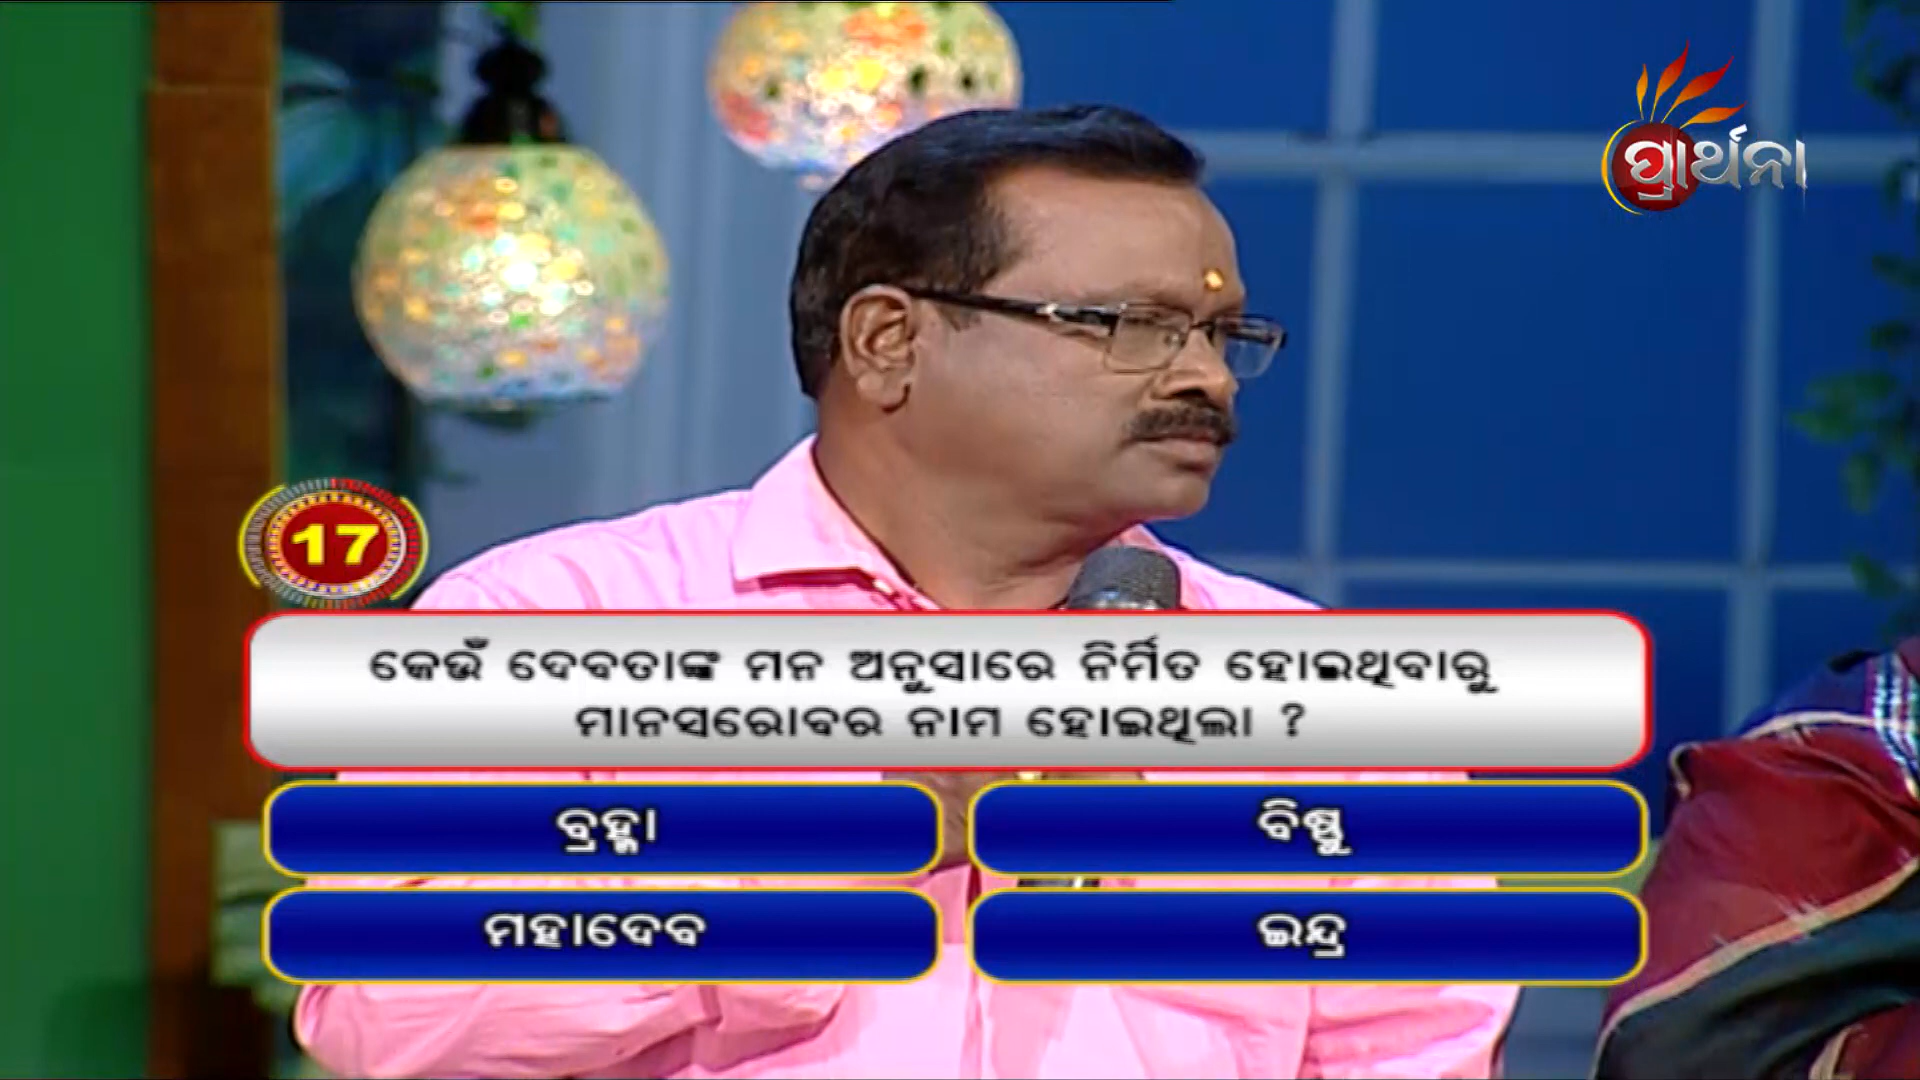 ପ୍ରାର୍ଥନା
17
କେଉଁ ଦେବତାଙ୍କ ମନ ଅନୁସାରେ ନିର୍ମିତ ହୋଇଥିବାରୁ
ମାନସରୋବର ନାମ ହୋଇଥିଲା ?
ବ୍ରହ୍ମା
ବିଷ୍ଣୁ
ମହାଦେବ
ଇନ୍ଦ୍ର